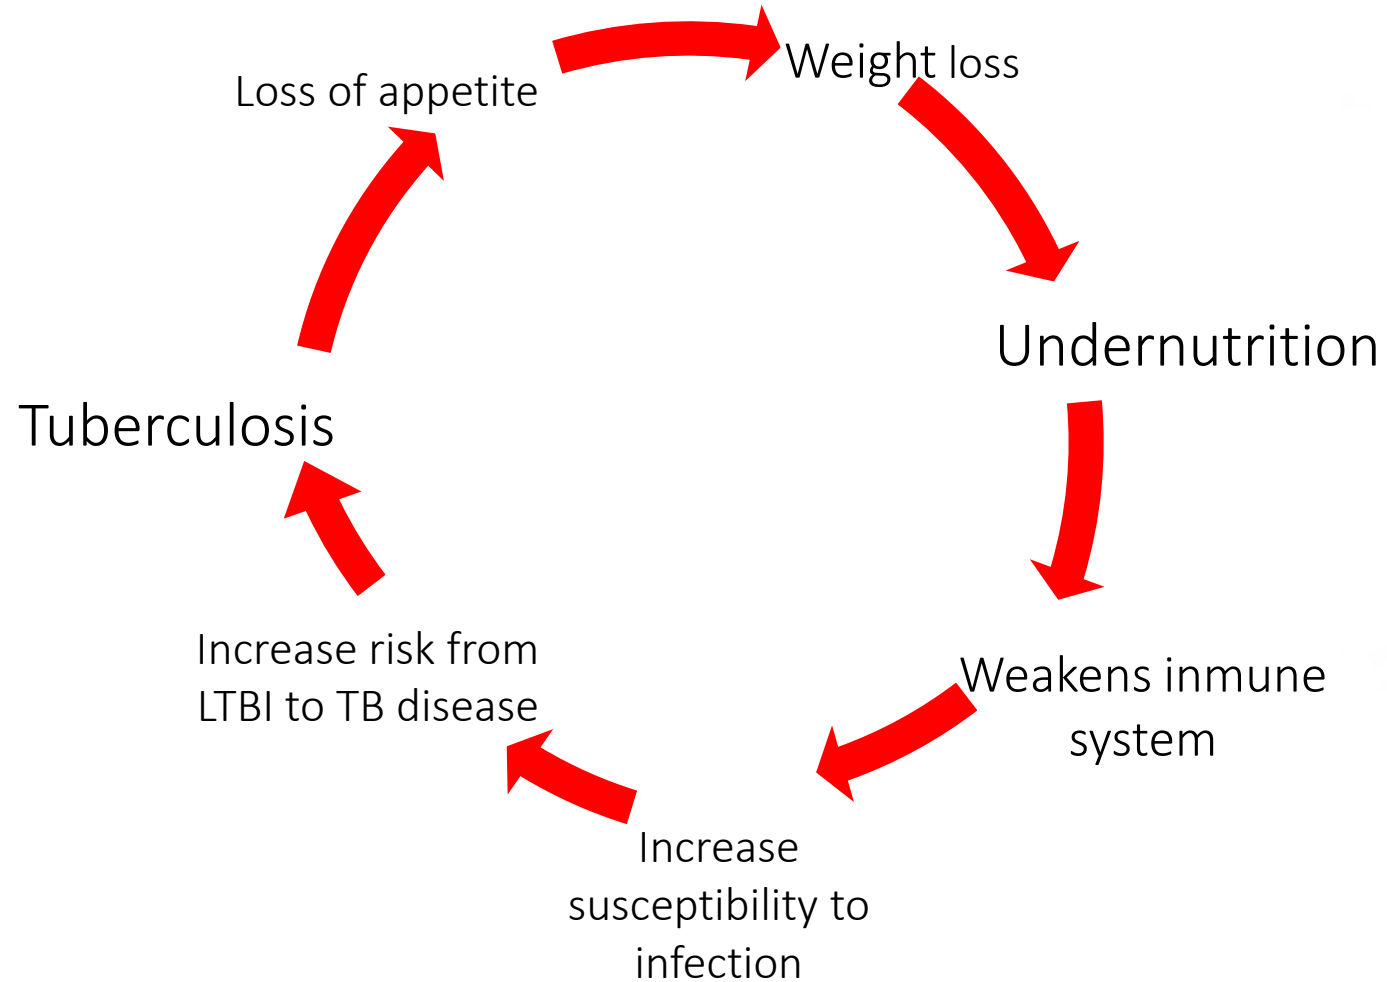 Loss of appetite
Weight loss
Undernutrition
Weakens inmune
system
Increase
susceptibility to
infection
Increase risk from
LTBI to TB disease
Tuberculosis